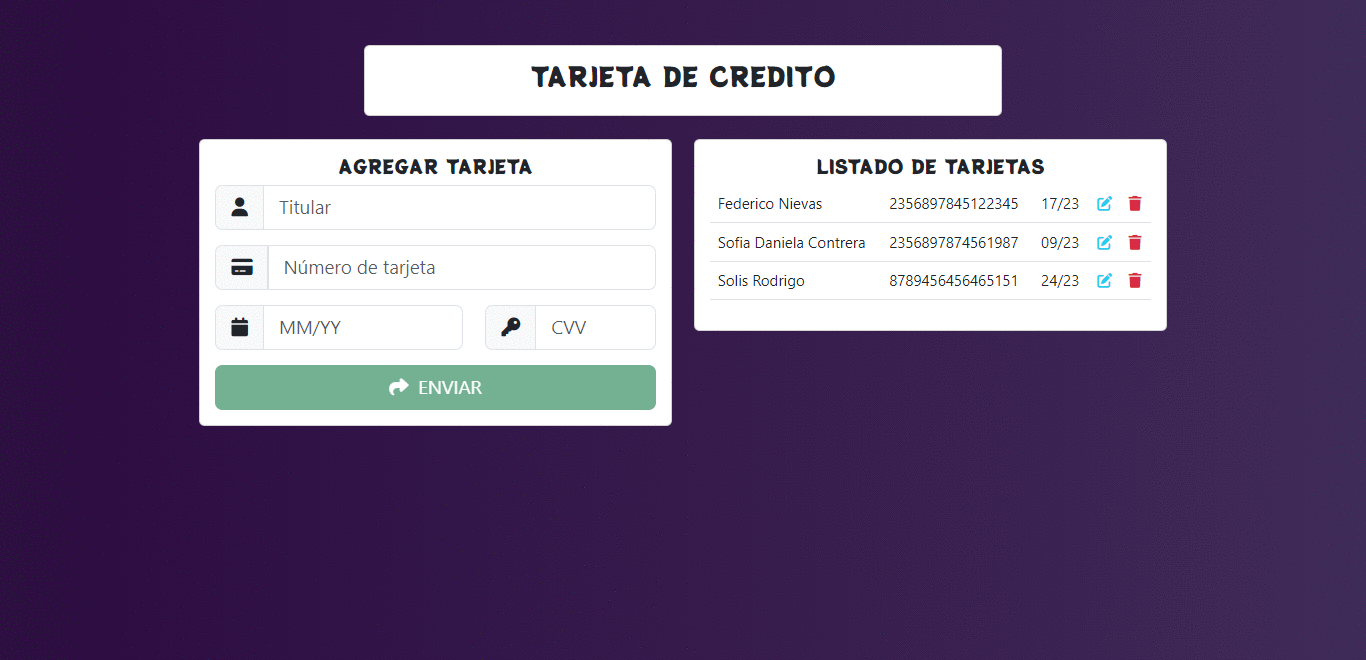 TARJETA DE CREDITO
AGREGAR TARJETA
Titular
Número de tarjeta
MM/YY
CVV
ENVIAR
LISTADO DE TARJETAS
Federico Nievas 2356897845122345 17/23
Sofia Daniela Contrera 2356897874561987 09/23
Solis Rodrigo 8789456456465151 24/23